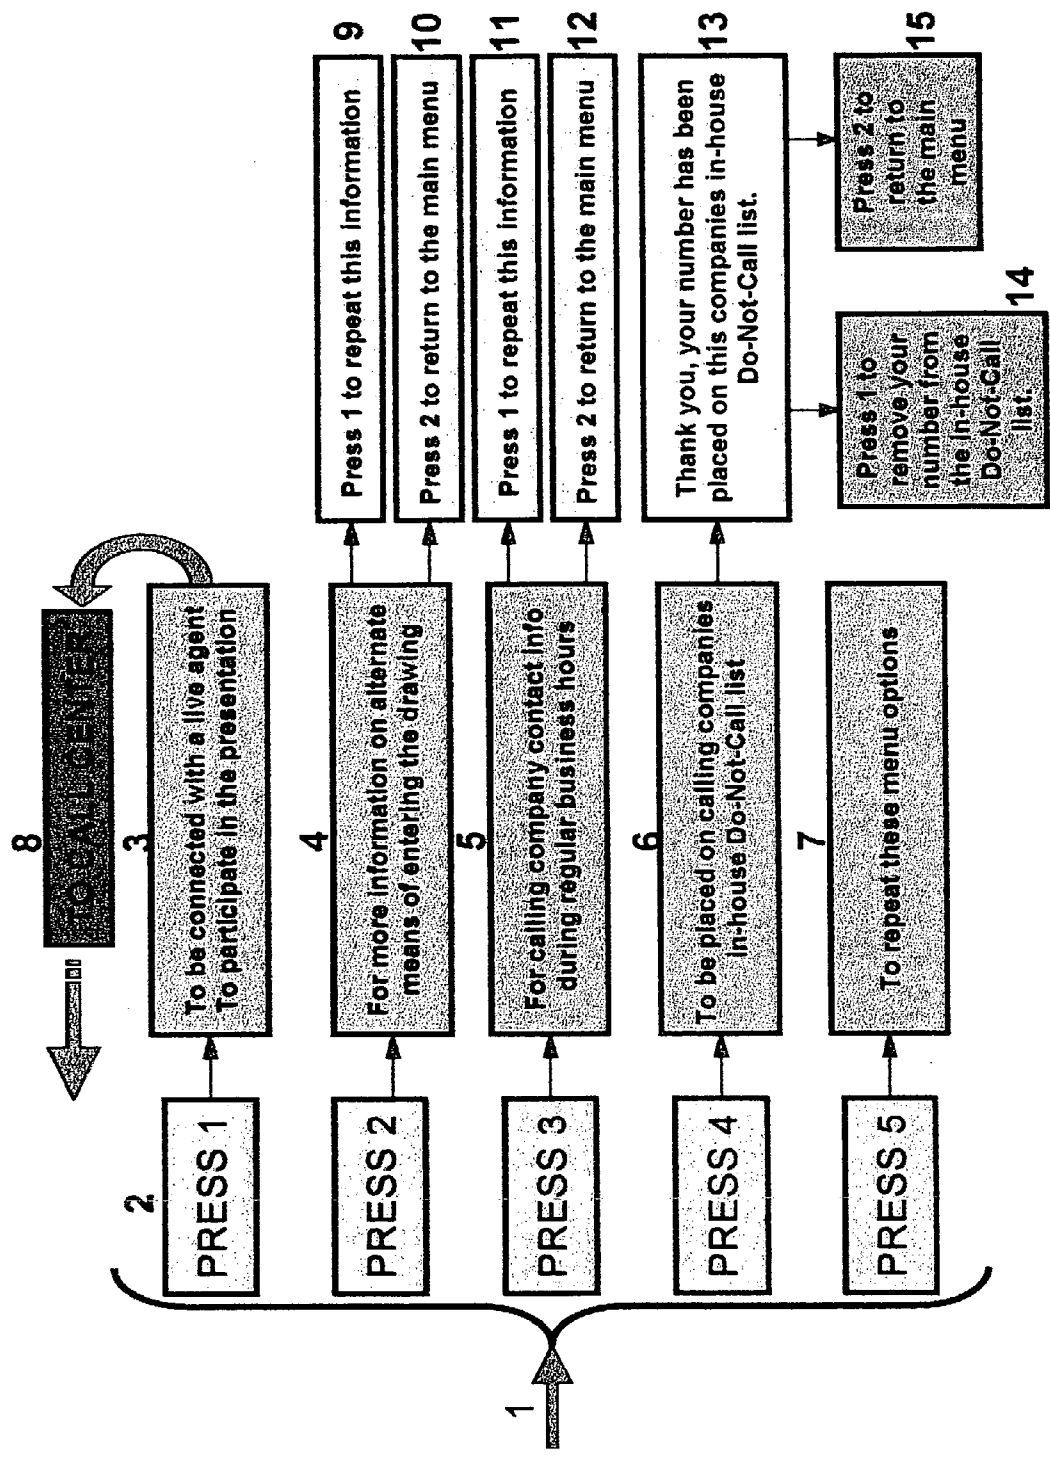 8
TO CALL CENTER
3
2
PRESS 1
To be connected with a live agent
To participate in the presentation
4
PRESS 2
For more information on alternate
means of entering the drawing
Press 1 to repeat this information
9
Press 2 to return to the main menu
10
5
1
PRESS 3
For calling company contact info
during regular business hours
Press 1 to repeat this information
11
Press 2 to return to the main menu
12
6
PRESS 4
To be placed on calling companies
in-house Do-Not-Call list
Thank you, your number has been
placed on this companies in-house
Do-Not-Call list.
13
7
PRESS 5
To repeat these menu options
Press 1 to
remove your
number from
the in-house
Do-Not-Call
list.
14
Press 2 to
return to
the main
menu
15